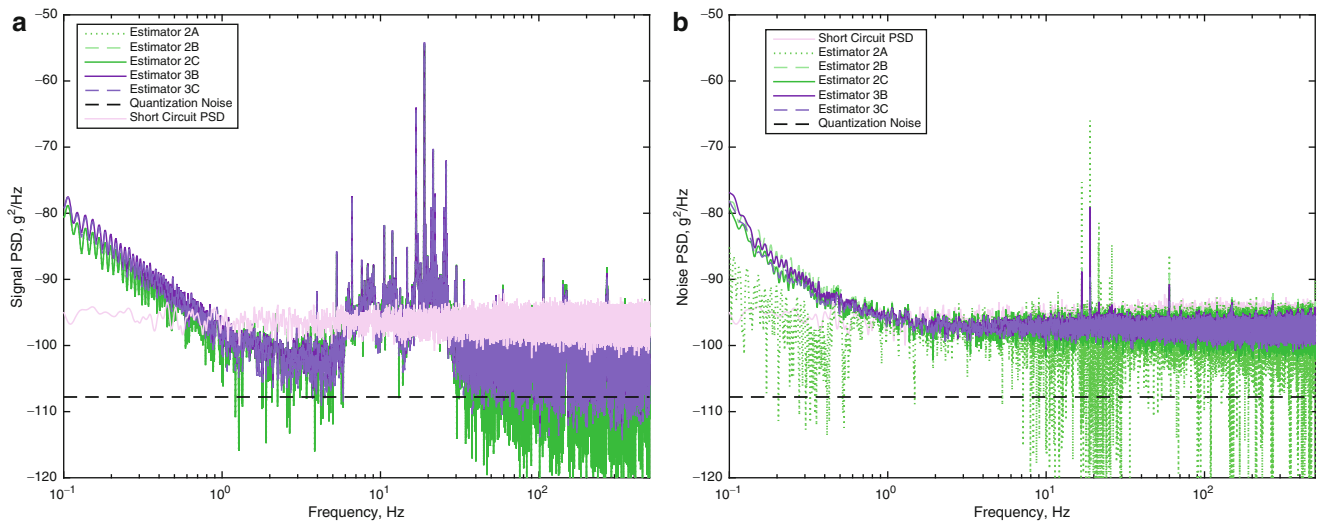 a
Estimator 2A
Estimator 2B
Estimator 2C
Estimator 3B
Estimator 3C
Quantization Noise
Short Circuit PSD
–50
–60
–70
–80
–90
–100
–110
–120
Signal PSD, g²/Hz
10⁻¹
10⁰
10¹
10²
Frequency, Hz
b
Short Circuit PSD
Estimator 2A
Estimator 2B
Estimator 2C
Estimator 3B
Estimator 3C
Quantization Noise
–50
–60
–70
–80
–90
–100
–110
–120
Noise PSD, g²/Hz
10⁻¹
10⁰
10¹
10²
Frequency, Hz